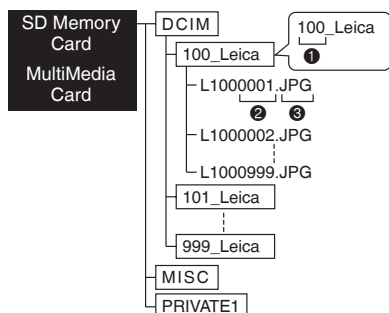 SD Memory
Card
MultiMedia
Card
DCIM
100_Leica
100_Leica
❶
L1000001.JPG
❷ ❸
L1000002.JPG
L1000999.JPG
101_Leica
999_Leica
MISC
PRIVATE1